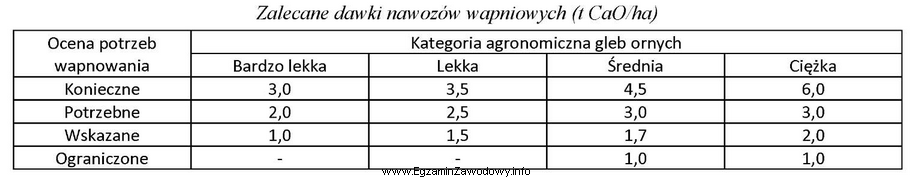 Zalecane dawki nawozów wapniowych (t CaO/ha)
Ocena potrzeb wapnowania Kategoria agronomiczna gleb ornych
Bardzo lekka Lekka Średnia Ciężka
Konieczne 3,0 3,5 4,5 6,0
Potrzebne 2,0 2,5 3,0 3,0
Wskazane 1,0 1,5 1,7 2,0
Ograniczone - - 1,0 1,0
www.EgzaminZawodowy.info